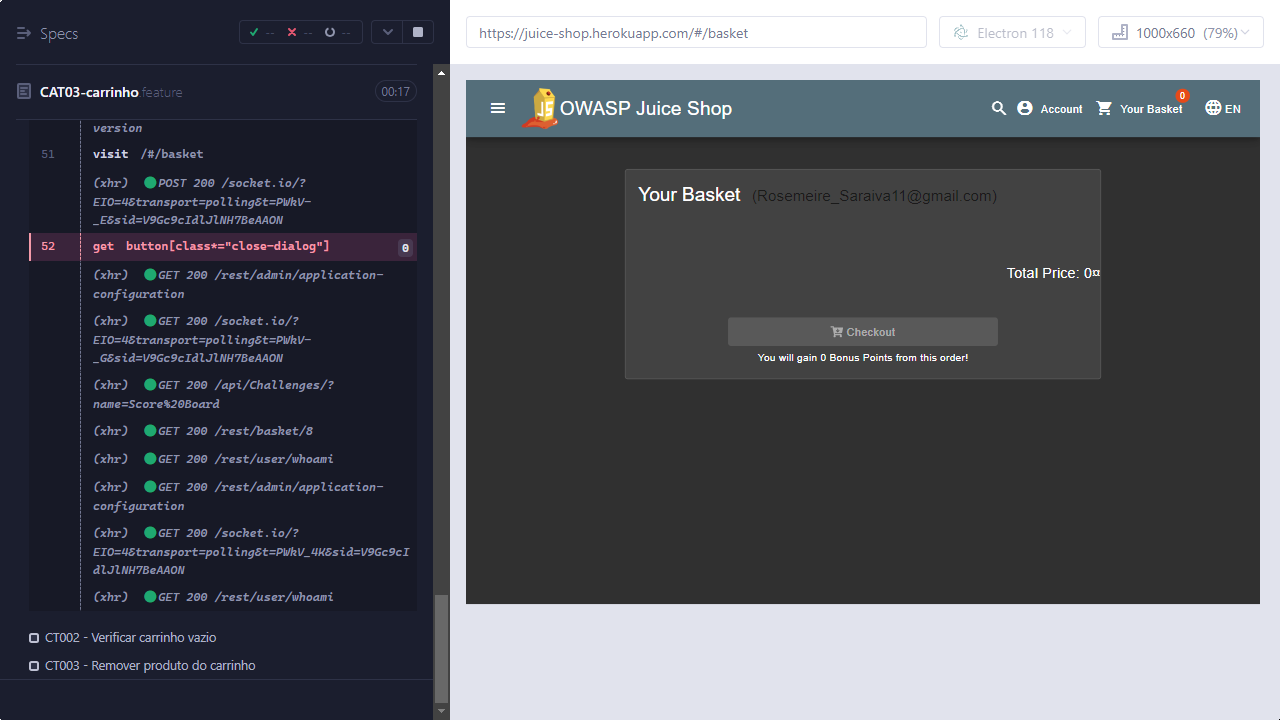 Specs
--
--
--
CAT03-carrinho.feature
00:17
version
51
visit /#/basket
(xhr) POST 200 /socket.io/?
EIO=4&transport=polling&t=PWkV-
_E&sid=V9Gc9cIdlJlNH7BeAAON
52
get button[class*="close-dialog"]
0
(xhr) GET 200 /rest/admin/application-
configuration
(xhr) GET 200 /socket.io/?
EIO=4&transport=polling&t=PWkV-
_G&sid=V9Gc9cIdlJlNH7BeAAON
(xhr) GET 200 /api/Challenges/?
name=Score%20Board
(xhr) GET 200 /rest/basket/8
(xhr) GET 200 /rest/user/whoami
(xhr) GET 200 /rest/admin/application-
configuration
(xhr) GET 200 /socket.io/?
EIO=4&transport=polling&t=PWkV_4K&sid=V9Gc9cI
dlJlNH7BeAAON
(xhr) GET 200 /rest/user/whoami
CT002 - Verificar carrinho vazio
CT003 - Remover produto do carrinho
https://juice-shop.herokuapp.com/#/basket
Electron 118
1000x660 (79%)
JS
OWASP Juice Shop
Account
Your Basket
0
EN
Your Basket (Rosemeire_Saraiva11@gmail.com)
Total Price: 0¤
Checkout
You will gain 0 Bonus Points from this order!